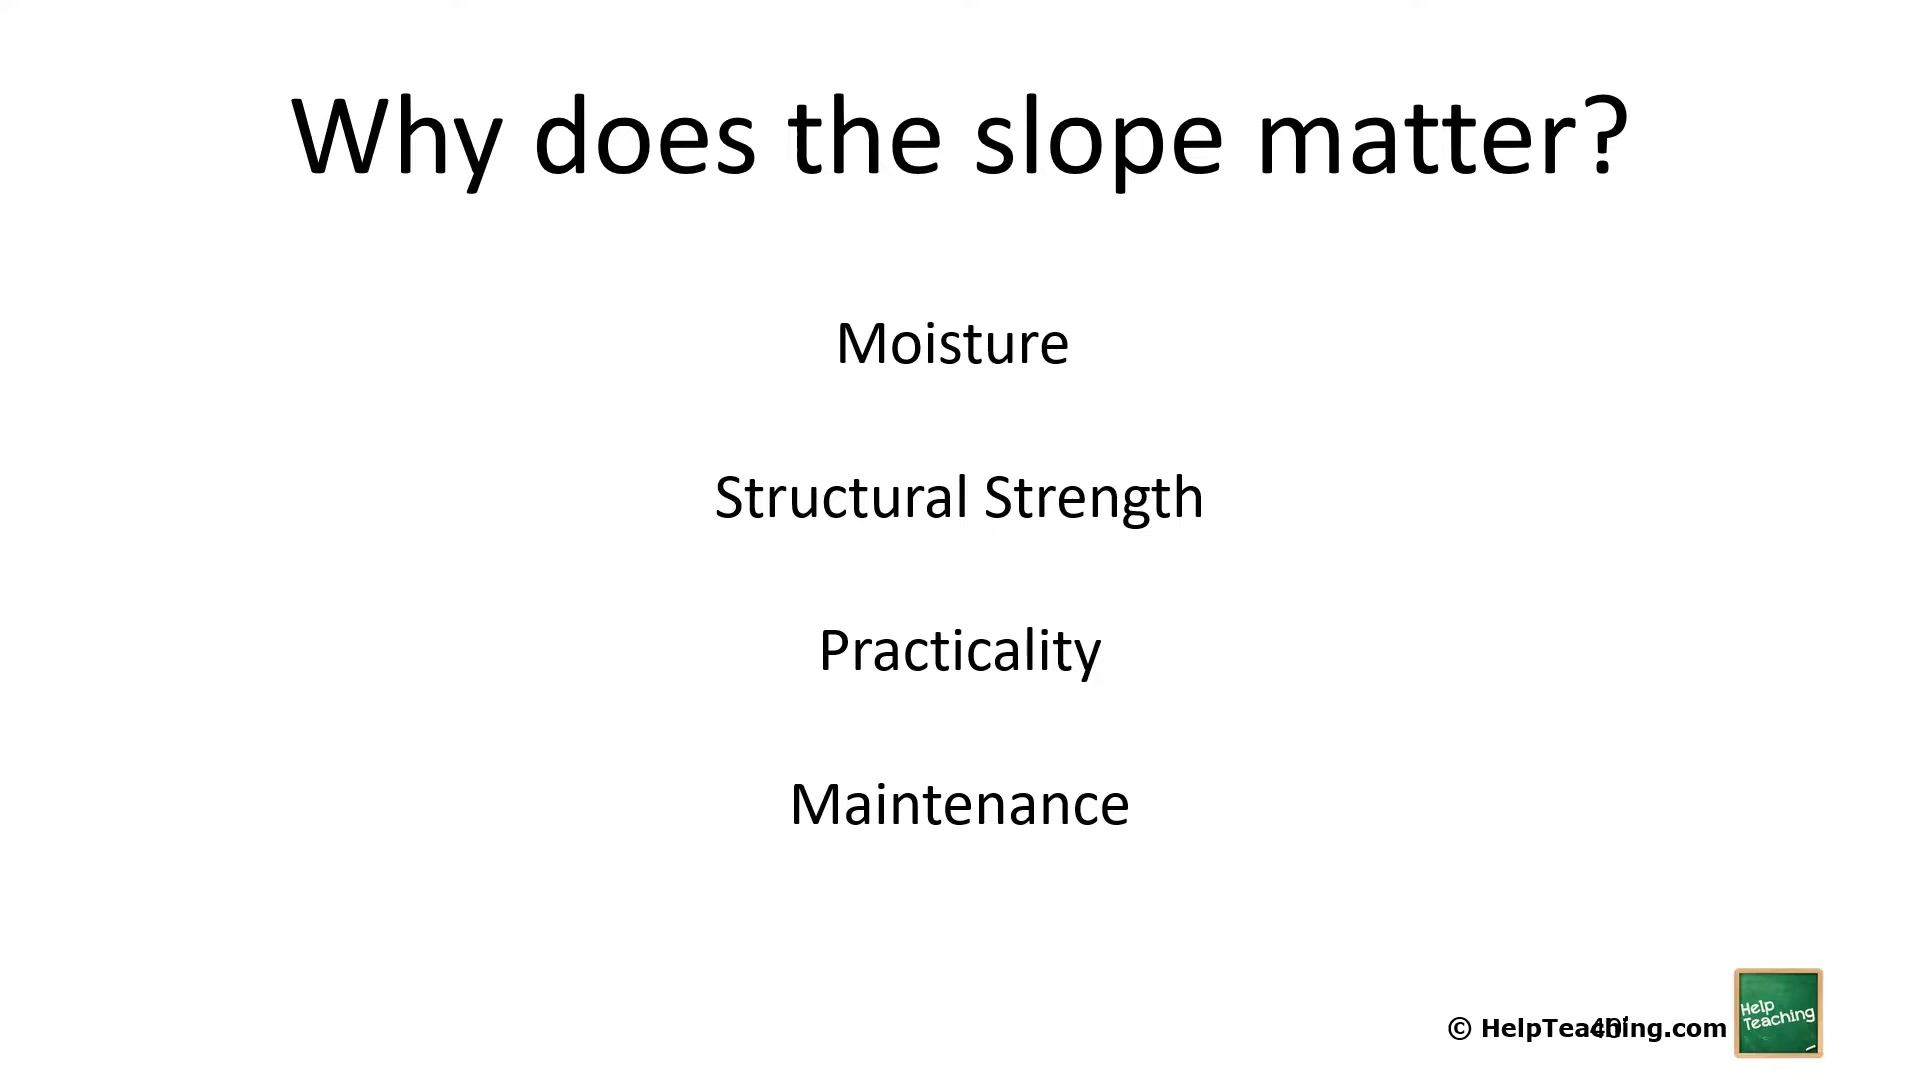 Why does the slope matter?
Moisture
Structural Strength
Practicality
Maintenance
© HelpTeaching.com
Help
Teaching